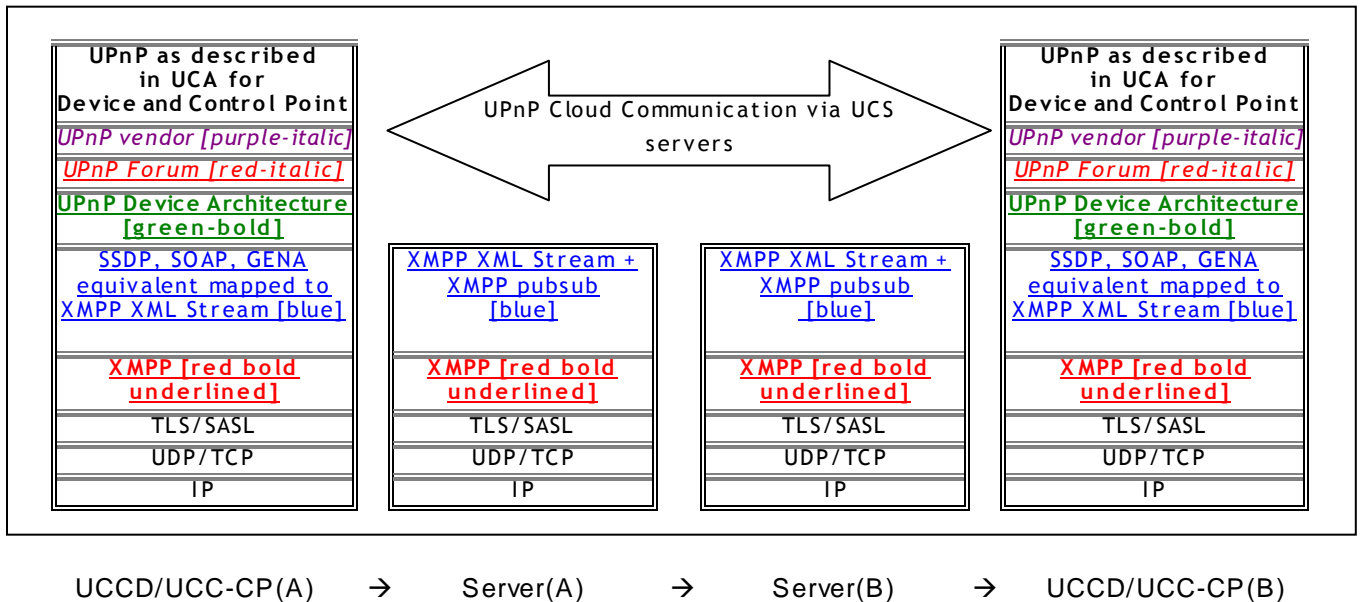 UPnP as described
in UCA for
Device and Control Point
UPnP vendor [purple-italic]
UPnP Forum [red-italic]
UPnP Device Architecture
[green-bold]
SSDP, SOAP, GENA
equivalent mapped to
XMPP XML Stream [blue]
XMPP [red bold
underlined]
TLS/SASL
UDP/TCP
IP
UPnP Cloud Communication via UCS
servers
XMPP XML Stream +
XMPP pubsub
[blue]
XMPP [red bold
underlined]
TLS/SASL
UDP/TCP
IP
XMPP XML Stream +
XMPP pubsub
[blue]
XMPP [red bold
underlined]
TLS/SASL
UDP/TCP
IP
UPnP as described
in UCA for
Device and Control Point
UPnP vendor [purple-italic]
UPnP Forum [red-italic]
UPnP Device Architecture
[green-bold]
SSDP, SOAP, GENA
equivalent mapped to
XMPP XML Stream [blue]
XMPP [red bold
underlined]
TLS/SASL
UDP/TCP
IP
UCCD/UCC-CP(A) → Server(A) → Server(B) → UCCD/UCC-CP(B)